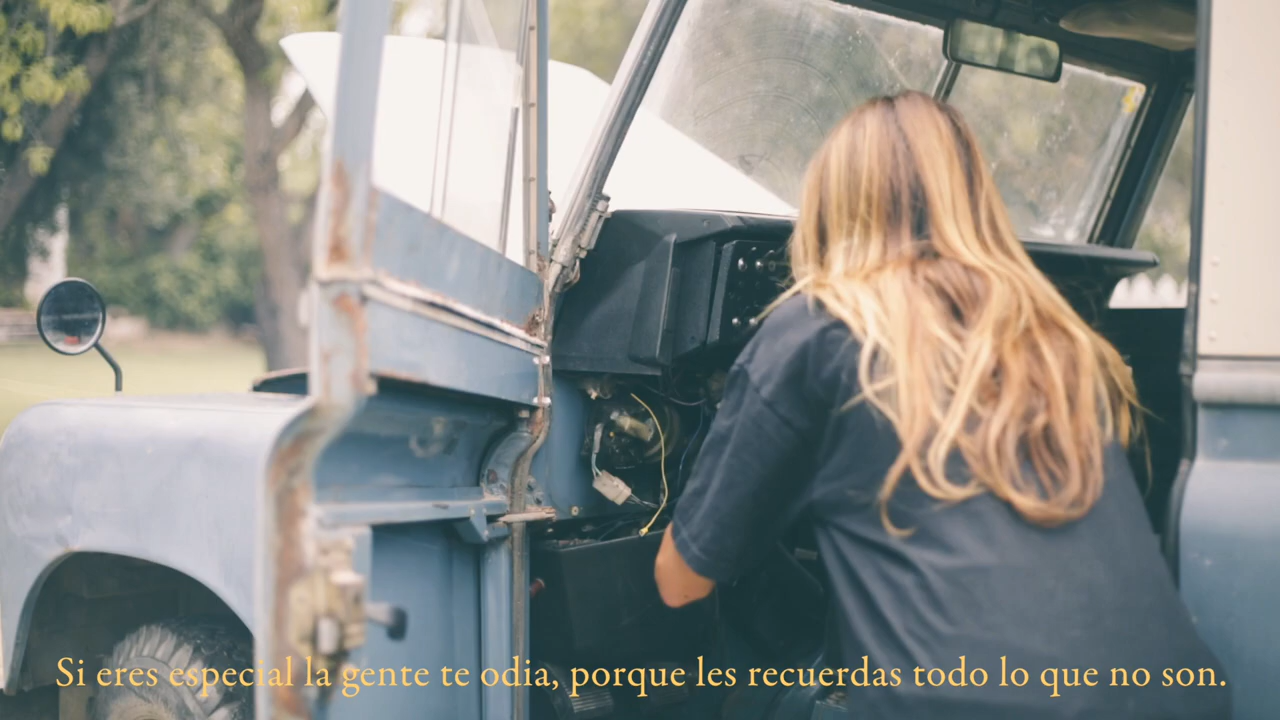 Si eres especial la gente te odia, porque les recuerdas todo lo que no son.